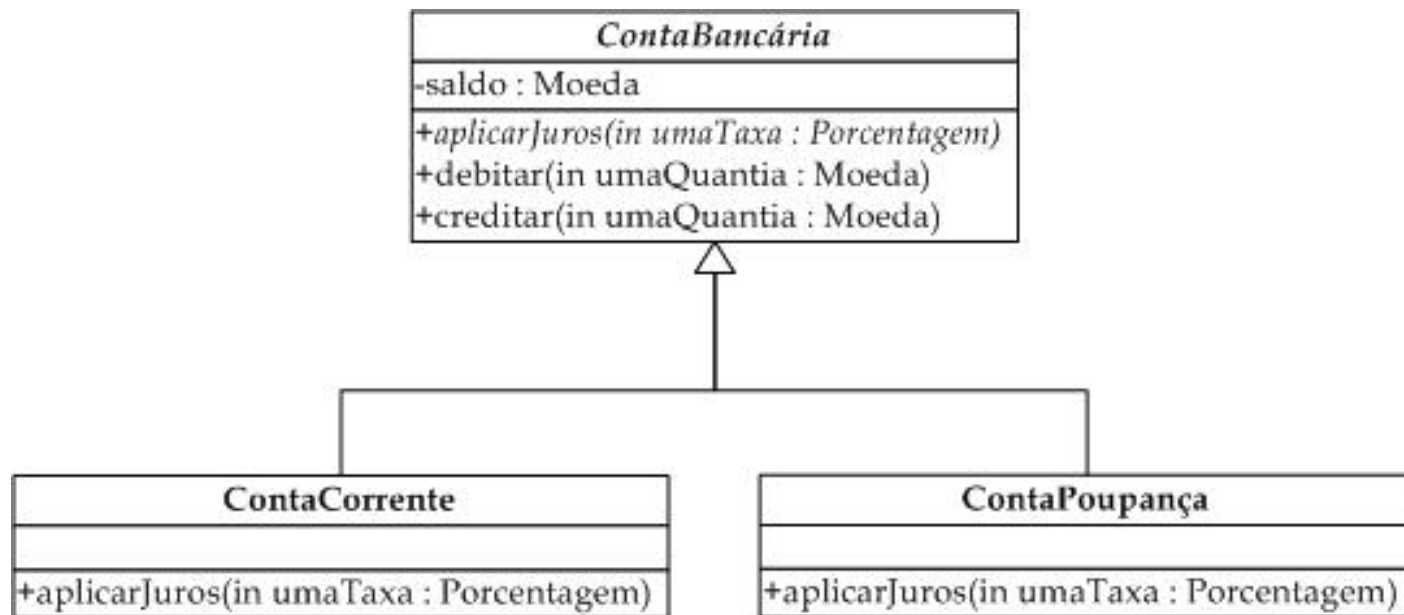 ContaBancária
-saldo : Moeda
+aplicarJuros(in umaTaxa : Porcentagem)
+debitar(in umaQuantia : Moeda)
+creditar(in umaQuantia : Moeda)
ContaCorrente
+aplicarJuros(in umaTaxa : Porcentagem)
ContaPoupança
+aplicarJuros(in umaTaxa : Porcentagem)